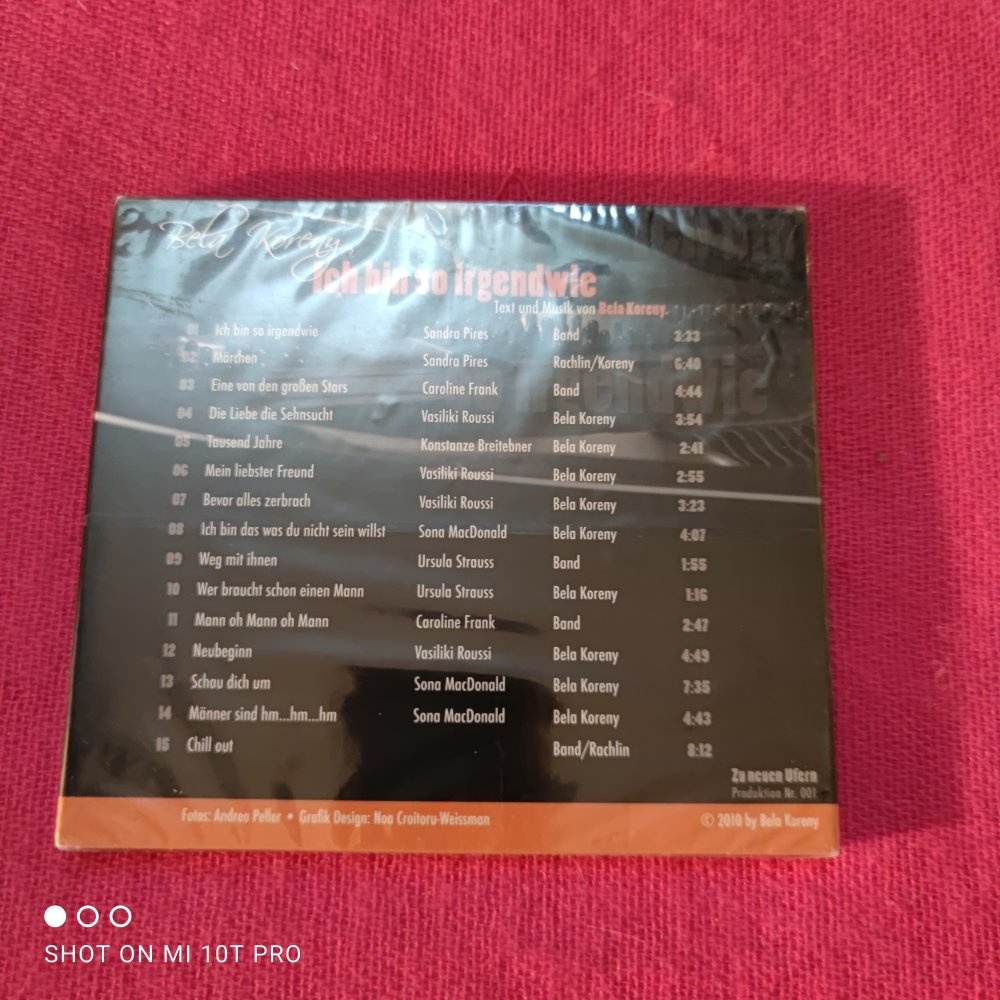 Bela Koreny
Ich bin so irgendwie
Text und Musik von Bela Koreny.
01 Ich bin so irgendwie Sandra Pires Band 3:33
02 Märchen Sandra Pires Rachlin/Koreny 6:40
03 Eine von den großen Stars Caroline Frank Band 4:44
04 Die Liebe die Sehnsucht Vasiliki Roussi Bela Koreny 3:54
05 Tausend Jahre Konstanze Breitebner Bela Koreny 2:41
06 Mein liebster Freund Vasiliki Roussi Bela Koreny 2:55
07 Bevor alles zerbrach Vasiliki Roussi Bela Koreny 3:23
08 Ich bin das was du nicht sein willst Sona MacDonald Bela Koreny 4:07
09 Weg mit ihnen Ursula Strauss Band 1:55
10 Wer braucht schon einen Mann Ursula Strauss Bela Koreny 1:16
11 Mann oh Mann oh Mann Caroline Frank Band 2:47
12 Neubeginn Vasiliki Roussi Bela Koreny 4:49
13 Schau dich um Sona MacDonald Bela Koreny 7:35
14 Männer sind hm...hm...hm Sona MacDonald Bela Koreny 4:43
15 Chill out Band/Rachlin 8:12
Zu neuen Ufern
Produktion Nr. 001
Fotos: Andrea Peller • Grafik Design: Noa Croitoru-Weissman © 2010 by Bela Koreny
SHOT ON MI 10T PRO